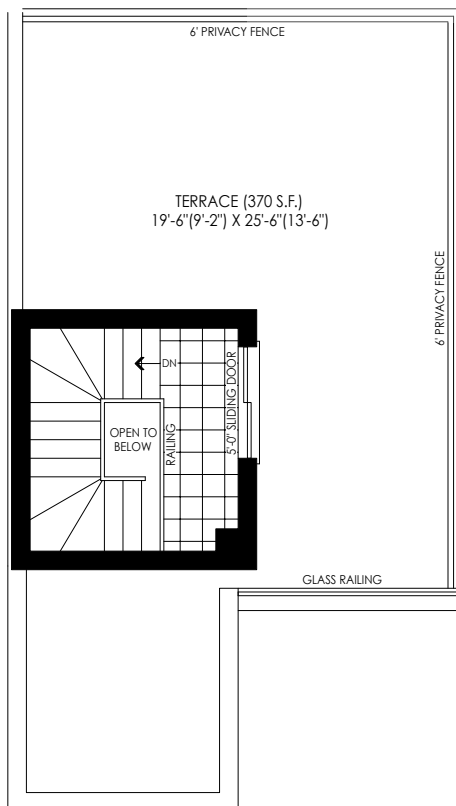 6' PRIVACY FENCE
TERRACE (370 S.F.)
19'-6"(9'-2") X 25'-6"(13'-6")
6' PRIVACY FENCE
DN
5'-0" SLIDING DOOR
OPEN TO
BELOW
RAILING
GLASS RAILING